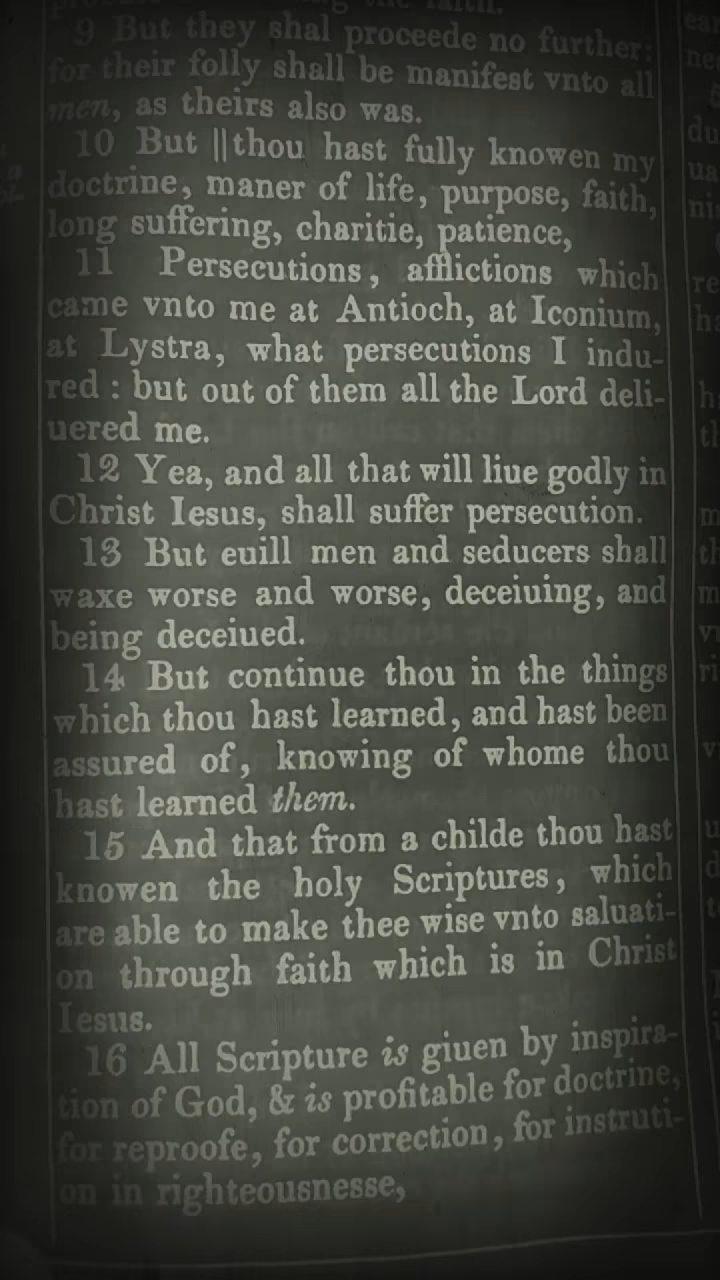 the faith.
9 But they shal proceede no further:
for their folly shall be manifest vnto all
men, as theirs also was.
10 But ||thou hast fully knowen my
doctrine, maner of life, purpose, faith,
long suffering, charitie, patience,
11 Persecutions, afflictions which
came vnto me at Antioch, at Iconium,
at Lystra, what persecutions I indu-
red : but out of them all the Lord deli-
uered me.
12 Yea, and all that will liue godly in
Christ Iesus, shall suffer persecution.
13 But euill men and seducers shall
waxe worse and worse, deceiuing, and
being deceiued.
14 But continue thou in the things
which thou hast learned, and hast been
assured of, knowing of whome thou
hast learned them.
15 And that from a childe thou hast
knowen the holy Scriptures, which
are able to make thee wise vnto saluati-
on through faith which is in Christ
Iesus.
16 All Scripture is giuen by inspira-
tion of God, & is profitable for doctrine,
for reproofe, for correction, for instruti-
on in righteousnesse,